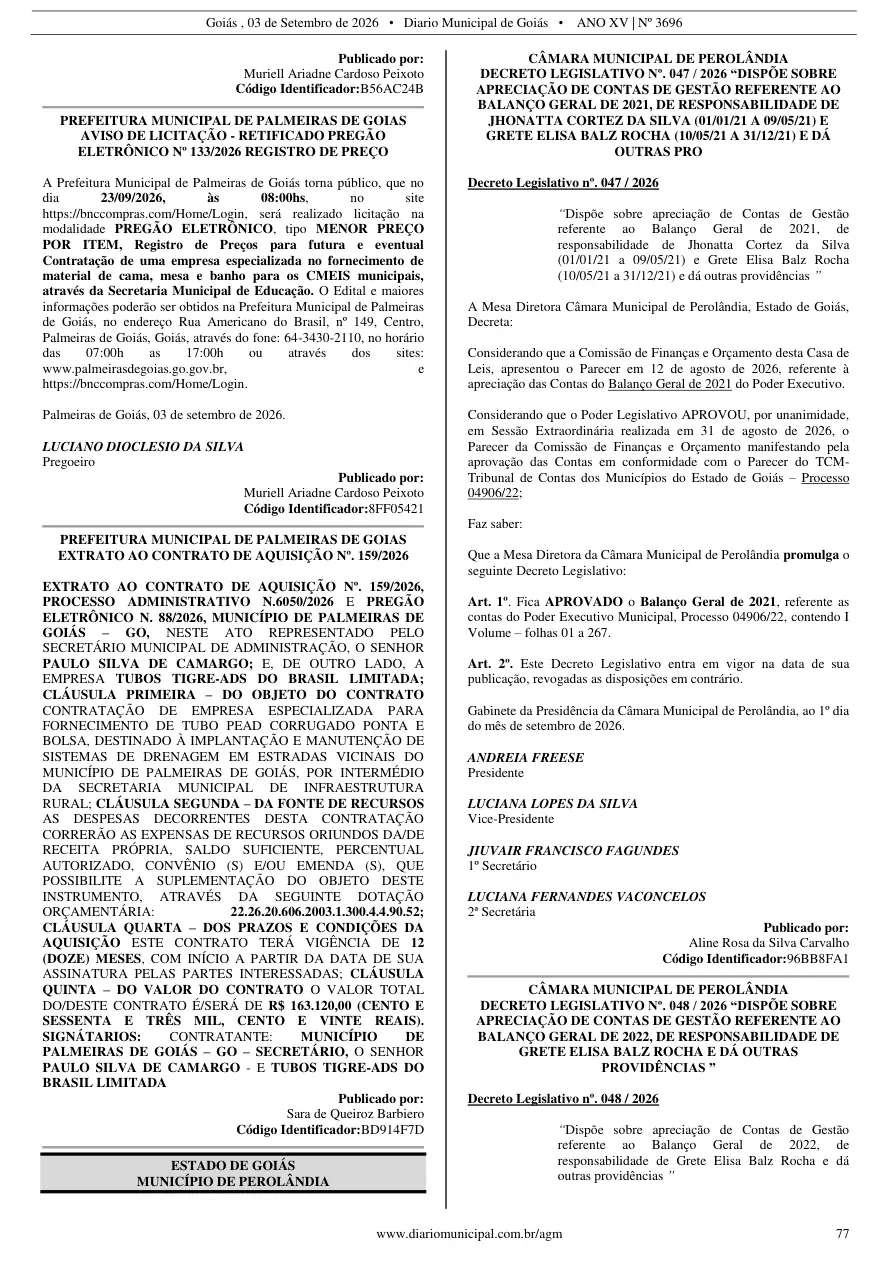 Goiás , 03 de Setembro de 2026 • Diario Municipal de Goiás • ANO XV | Nº 3696
Publicado por:
Muriell Ariadne Cardoso Peixoto
Código Identificador:B56AC24B
PREFEITURA MUNICIPAL DE PALMEIRAS DE GOIAS
AVISO DE LICITAÇÃO - RETIFICADO PREGÃO
ELETRÔNICO Nº 133/2026 REGISTRO DE PREÇO
A Prefeitura Municipal de Palmeiras de Goiás torna público, que no
dia 23/09/2026, às 08:00hs, no site
https://bnccompras.com/Home/Login, será realizado licitação na
modalidade PREGÃO ELETRÔNICO, tipo MENOR PREÇO
POR ITEM, Registro de Preços para futura e eventual
Contratação de uma empresa especializada no fornecimento de
material de cama, mesa e banho para os CMEIS municipais,
através da Secretaria Municipal de Educação. O Edital e maiores
informações poderão ser obtidos na Prefeitura Municipal de Palmeiras
de Goiás, no endereço Rua Americano do Brasil, nº 149, Centro,
Palmeiras de Goiás, Goiás, através do fone: 64-3430-2110, no horário
das 07:00h as 17:00h ou através dos sites:
www.palmeirasdegoias.go.gov.br, e
https://bnccompras.com/Home/Login.
Palmeiras de Goiás, 03 de setembro de 2026.
LUCIANO DIOCLESIO DA SILVA
Pregoeiro
Publicado por:
Muriell Ariadne Cardoso Peixoto
Código Identificador:8FF05421
PREFEITURA MUNICIPAL DE PALMEIRAS DE GOIAS
EXTRATO AO CONTRATO DE AQUISIÇÃO Nº. 159/2026
EXTRATO AO CONTRATO DE AQUISIÇÃO Nº. 159/2026,
PROCESSO ADMINISTRATIVO N.6050/2026 E PREGÃO
ELETRÔNICO N. 88/2026, MUNICÍPIO DE PALMEIRAS DE
GOIÁS – GO, NESTE ATO REPRESENTADO PELO
SECRETÁRIO MUNICIPAL DE ADMINISTRAÇÃO, O SENHOR
PAULO SILVA DE CAMARGO; E, DE OUTRO LADO, A
EMPRESA TUBOS TIGRE-ADS DO BRASIL LIMITADA;
CLÁUSULA PRIMEIRA – DO OBJETO DO CONTRATO
CONTRATAÇÃO DE EMPRESA ESPECIALIZADA PARA
FORNECIMENTO DE TUBO PEAD CORRUGADO PONTA E
BOLSA, DESTINADO À IMPLANTAÇÃO E MANUTENÇÃO DE
SISTEMAS DE DRENAGEM EM ESTRADAS VICINAIS DO
MUNICÍPIO DE PALMEIRAS DE GOIÁS, POR INTERMÉDIO
DA SECRETARIA MUNICIPAL DE INFRAESTRUTURA
RURAL; CLÁUSULA SEGUNDA – DA FONTE DE RECURSOS
AS DESPESAS DECORRENTES DESTA CONTRATAÇÃO
CORRERÃO AS EXPENSAS DE RECURSOS ORIUNDOS DA/DE
RECEITA PRÓPRIA, SALDO SUFICIENTE, PERCENTUAL
AUTORIZADO, CONVÊNIO (S) E/OU EMENDA (S), QUE
POSSIBILITE A SUPLEMENTAÇÃO DO OBJETO DESTE
INSTRUMENTO, ATRAVÉS DA SEGUINTE DOTAÇÃO
ORÇAMENTÁRIA: 22.26.20.606.2003.1.300.4.4.90.52;
CLÁUSULA QUARTA – DOS PRAZOS E CONDIÇÕES DA
AQUISIÇÃO ESTE CONTRATO TERÁ VIGÊNCIA DE 12
(DOZE) MESES, COM INÍCIO A PARTIR DA DATA DE SUA
ASSINATURA PELAS PARTES INTERESSADAS; CLÁUSULA
QUINTA – DO VALOR DO CONTRATO O VALOR TOTAL
DO/DESTE CONTRATO É/SERÁ DE R$ 163.120,00 (CENTO E
SESSENTA E TRÊS MIL, CENTO E VINTE REAIS).
SIGNÁTARIOS: CONTRATANTE: MUNICÍPIO DE
PALMEIRAS DE GOIÁS – GO – SECRETÁRIO, O SENHOR
PAULO SILVA DE CAMARGO - E TUBOS TIGRE-ADS DO
BRASIL LIMITADA
Publicado por:
Sara de Queiroz Barbiero
Código Identificador:BD914F7D
ESTADO DE GOIÁS
MUNICÍPIO DE PEROLÂNDIA
CÂMARA MUNICIPAL DE PEROLÂNDIA
DECRETO LEGISLATIVO Nº. 047 / 2026 “DISPÕE SOBRE
APRECIAÇÃO DE CONTAS DE GESTÃO REFERENTE AO
BALANÇO GERAL DE 2021, DE RESPONSABILIDADE DE
JHONATTA CORTEZ DA SILVA (01/01/21 A 09/05/21) E
GRETE ELISA BALZ ROCHA (10/05/21 A 31/12/21) E DÁ
OUTRAS PRO
Decreto Legislativo nº. 047 / 2026
“Dispõe sobre apreciação de Contas de Gestão
referente ao Balanço Geral de 2021, de
responsabilidade de Jhonatta Cortez da Silva
(01/01/21 a 09/05/21) e Grete Elisa Balz Rocha
(10/05/21 a 31/12/21) e dá outras providências ”
A Mesa Diretora Câmara Municipal de Perolândia, Estado de Goiás,
Decreta:
Considerando que a Comissão de Finanças e Orçamento desta Casa de
Leis, apresentou o Parecer em 12 de agosto de 2026, referente à
apreciação das Contas do Balanço Geral de 2021 do Poder Executivo.
Considerando que o Poder Legislativo APROVOU, por unanimidade,
em Sessão Extraordinária realizada em 31 de agosto de 2026, o
Parecer da Comissão de Finanças e Orçamento manifestando pela
aprovação das Contas em conformidade com o Parecer do TCM-
Tribunal de Contas dos Municípios do Estado de Goiás – Processo
04906/22;
Faz saber:
Que a Mesa Diretora da Câmara Municipal de Perolândia promulga o
seguinte Decreto Legislativo:
Art. 1º. Fica APROVADO o Balanço Geral de 2021, referente as
contas do Poder Executivo Municipal, Processo 04906/22, contendo I
Volume – folhas 01 a 267.
Art. 2º. Este Decreto Legislativo entra em vigor na data de sua
publicação, revogadas as disposições em contrário.
Gabinete da Presidência da Câmara Municipal de Perolândia, ao 1º dia
do mês de setembro de 2026.
ANDREIA FREESE
Presidente
LUCIANA LOPES DA SILVA
Vice-Presidente
JIUVAIR FRANCISCO FAGUNDES
1º Secretário
LUCIANA FERNANDES VACONCELOS
2ª Secretária
Publicado por:
Aline Rosa da Silva Carvalho
Código Identificador:96BB8FA1
CÂMARA MUNICIPAL DE PEROLÂNDIA
DECRETO LEGISLATIVO Nº. 048 / 2026 “DISPÕE SOBRE
APRECIAÇÃO DE CONTAS DE GESTÃO REFERENTE AO
BALANÇO GERAL DE 2022, DE RESPONSABILIDADE DE
GRETE ELISA BALZ ROCHA E DÁ OUTRAS
PROVIDÊNCIAS ”
Decreto Legislativo nº. 048 / 2026
“Dispõe sobre apreciação de Contas de Gestão
referente ao Balanço Geral de 2022, de
responsabilidade de Grete Elisa Balz Rocha e dá
outras providências ”
www.diariomunicipal.com.br/agm 77